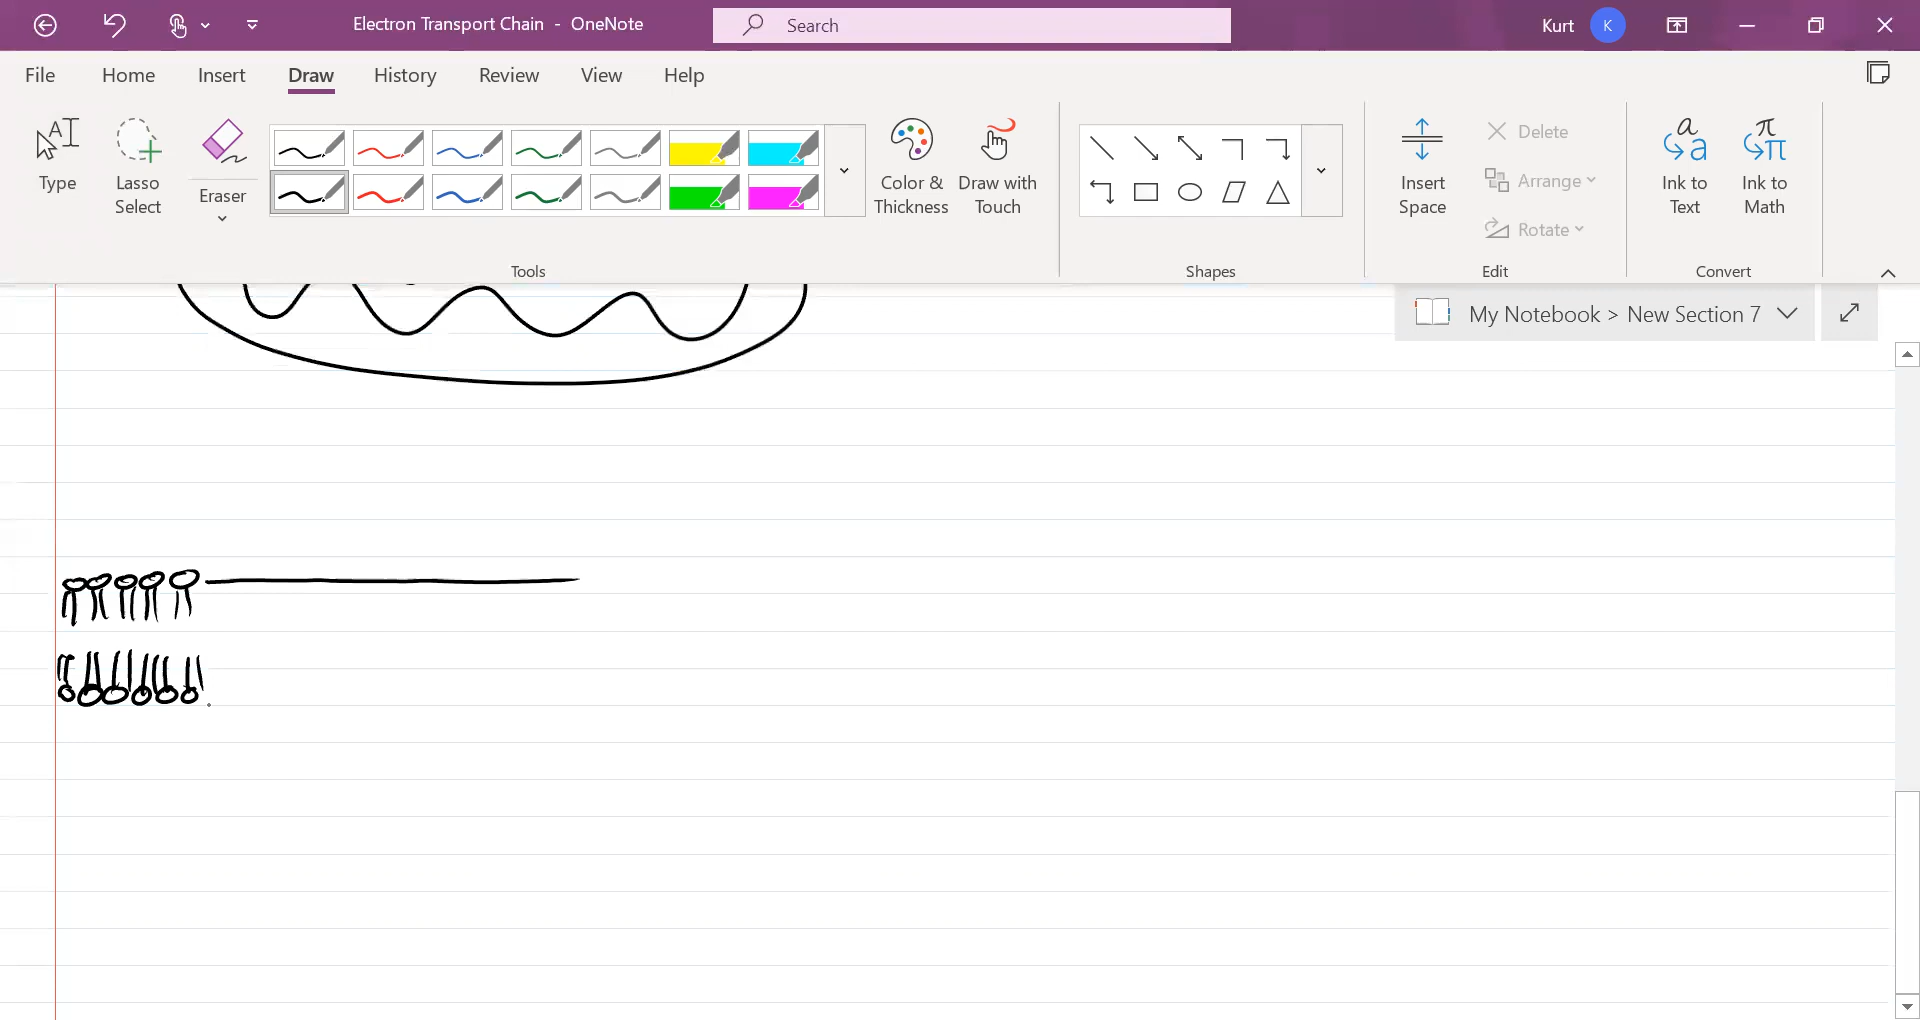 Electron Transport Chain - OneNote
Search
Kurt
K
File Home Insert Draw History Review View Help
Type
Lasso Select
Eraser
Color & Thickness
Draw with Touch
Insert Space
Delete
Arrange
Rotate
Ink to Text
Ink to Math
Tools
Shapes
Edit
Convert
My Notebook > New Section 7